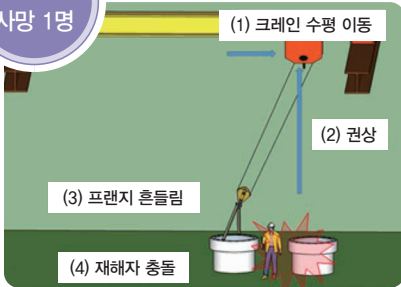 사망 1명
(1) 크레인 수평 이동
(2) 권상
(3) 프랜지 흔들림
(4) 재해자 충돌